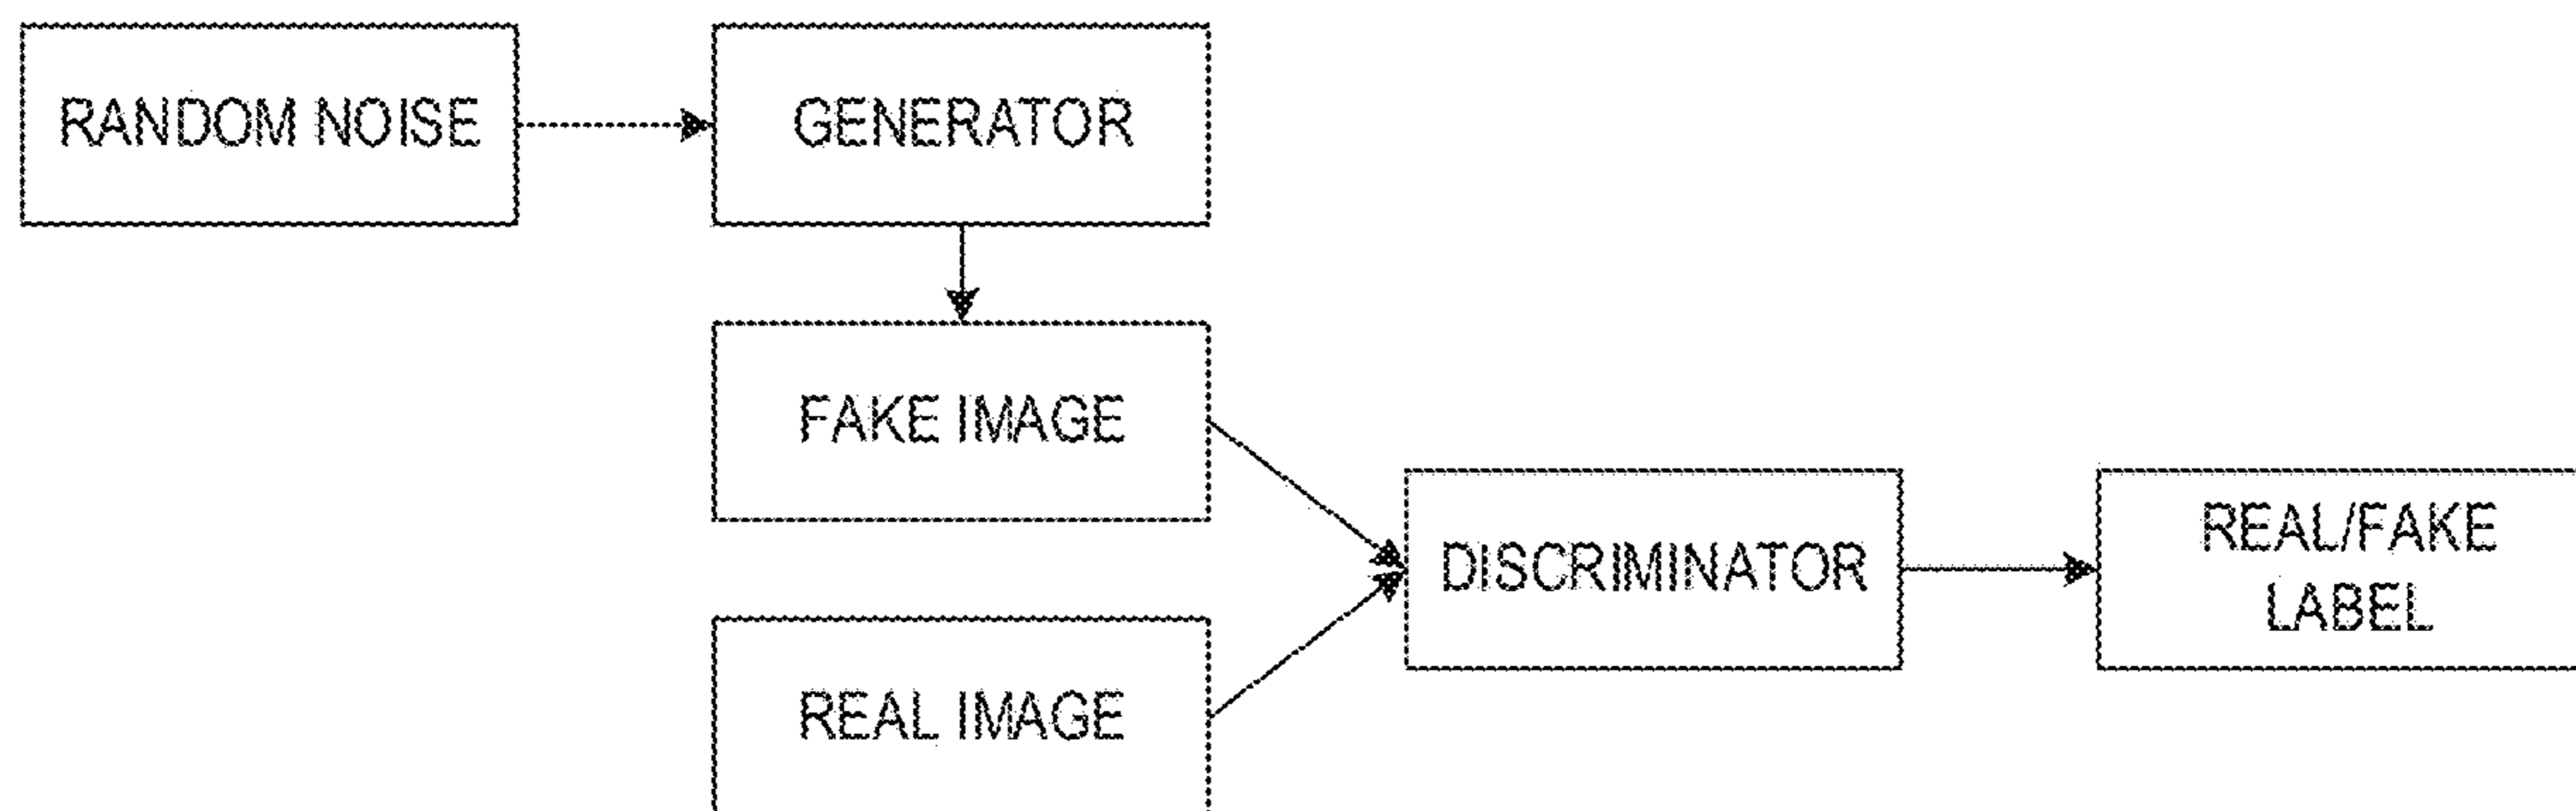 RANDOM NOISE
GENERATOR
FAKE IMAGE
REAL IMAGE
DISCRIMINATOR
REAL/FAKE
LABEL